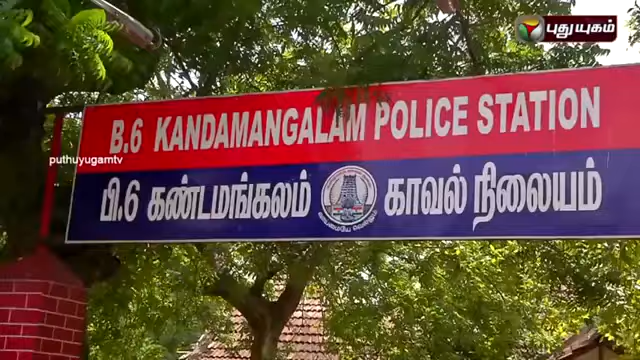 புதுயுகம்
B.6 KANDAMANGALAM POLICE STATION
puthuyugamtv
பி.6 கண்டமங்கலம் காவல் நிலையம்
வாய்மையே வெல்லும்